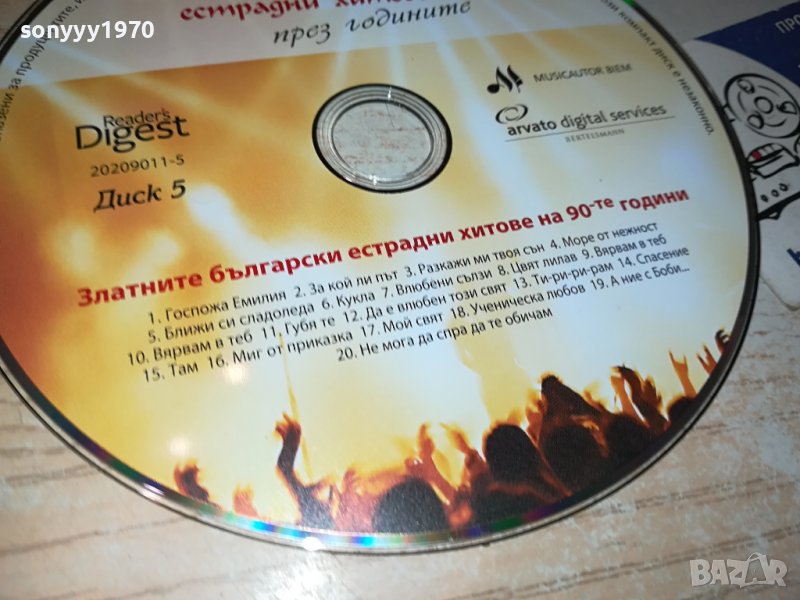 sonyyy1970
естрадни
през годините
Reader's
Digest
20209011-5
Диск 5
MUSICAUTOR BIEM
arvato digital services
BERTELSMANN
компакт диск е незаконно.
Златните български естрадни хитове на 90-те години
1. Госпожа Емилия 2. За кой ли път 3. Разкажи ми твоя сън 4. Море от нежност
5. Ближи си сладоледа 6. Кукла 7. Влюбени сълзи 8. Цвят лилав 9. Вярвам в теб
10. Вярвам в теб 11. Губя те 12. Да е влюбен този свят 13. Ти-ри-ри-рам 14. Спасение
15. Там 16. Миг от приказка 17. Мой свят 18. Ученическа любов 19. А ние с Боби...
20. Не мога да спра да те обичам
BAZAR